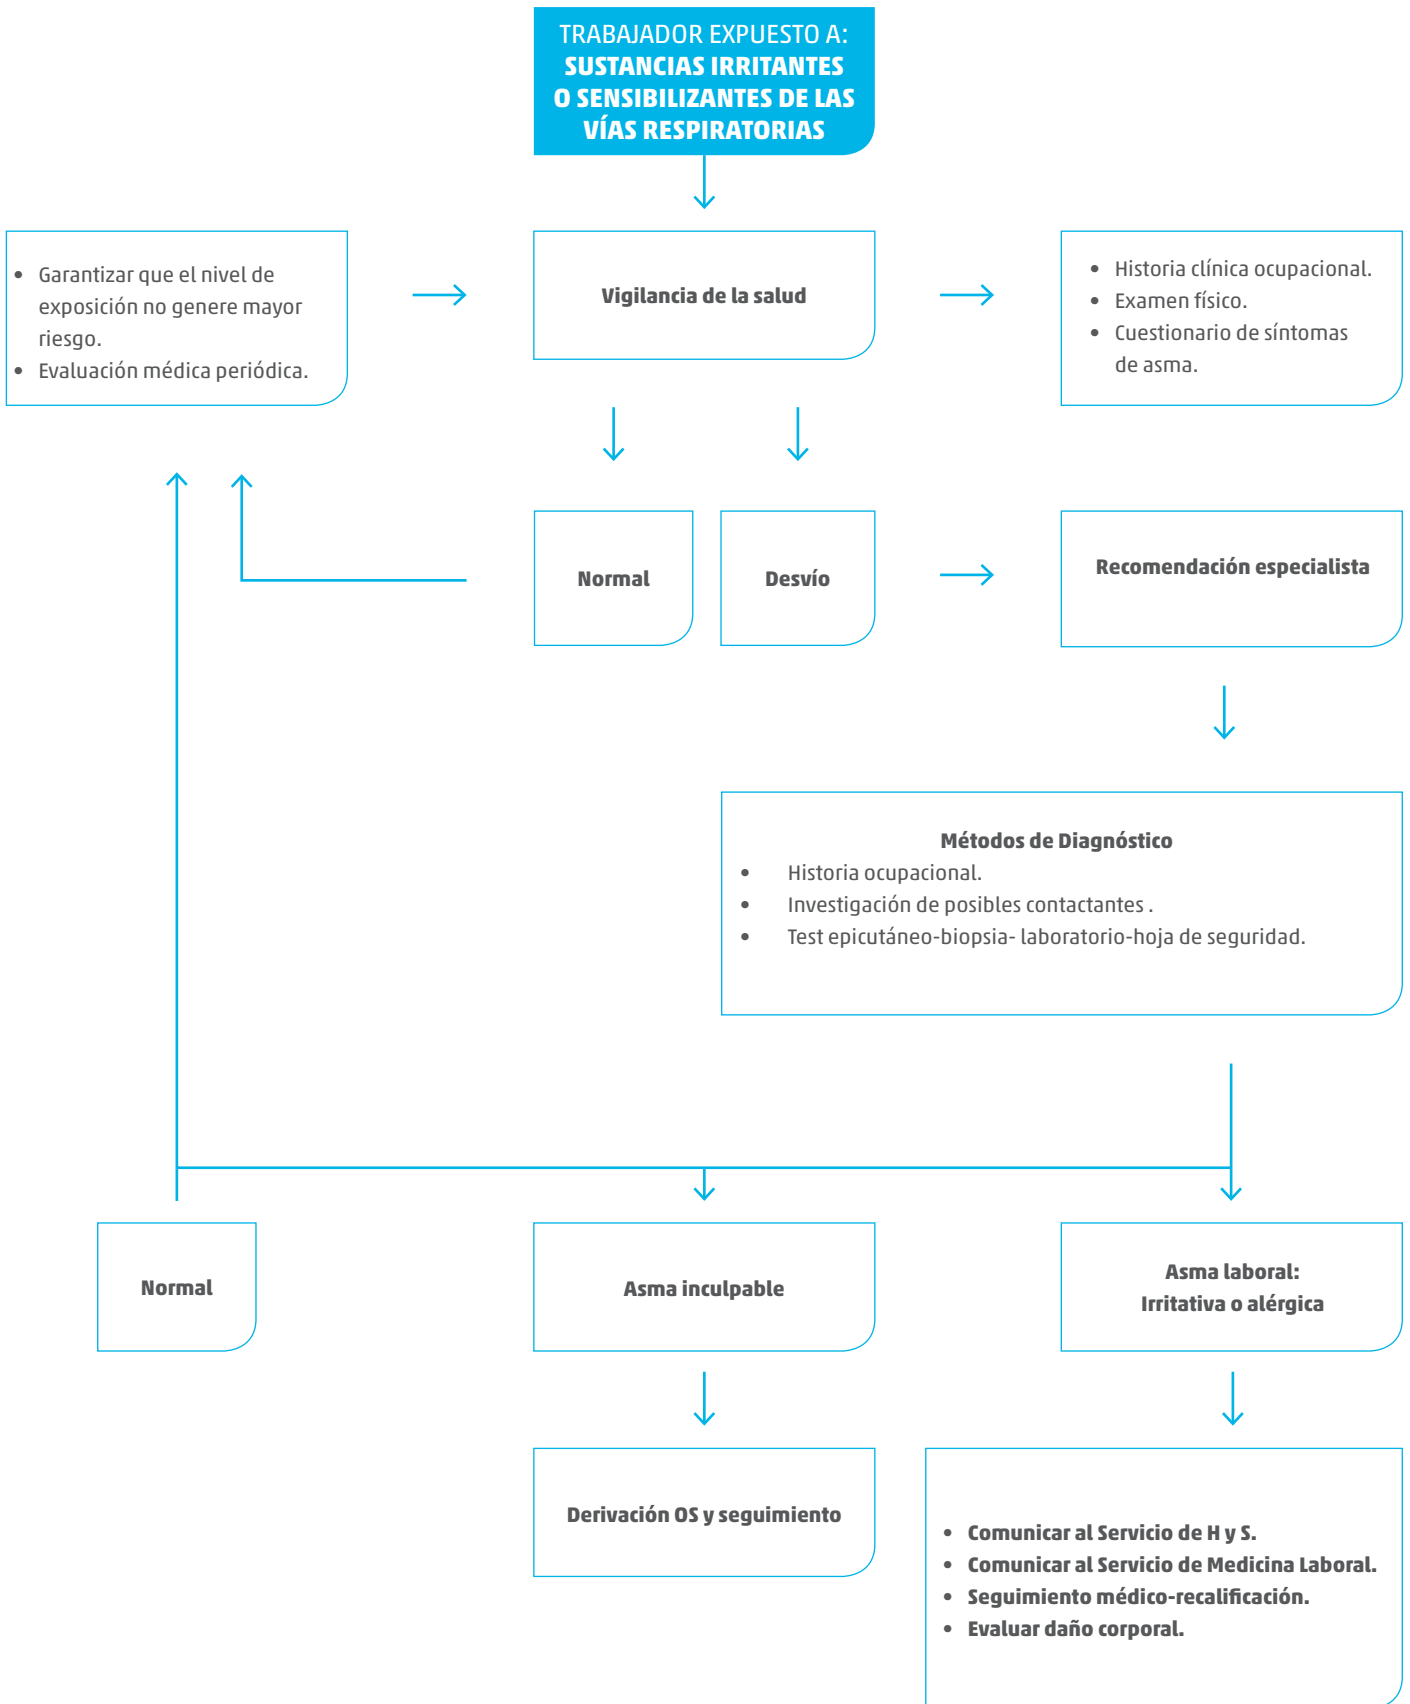 TRABAJADOR EXPUESTO A:
SUSTANCIAS IRRITANTES
O SENSIBILIZANTES DE LAS
VÍAS RESPIRATORIAS
• Garantizar que el nivel de
exposición no genere mayor
riesgo.
• Evaluación médica periódica.
Vigilancia de la salud
• Historia clínica ocupacional.
• Examen físico.
• Cuestionario de síntomas
de asma.
Normal
Desvío
Recomendación especialista
Métodos de Diagnóstico
• Historia ocupacional.
• Investigación de posibles contactantes .
• Test epicutáneo-biopsia- laboratorio-hoja de seguridad.
Normal
Asma inculpable
Asma laboral:
Irritativa o alérgica
Derivación OS y seguimiento
• Comunicar al Servicio de H y S.
• Comunicar al Servicio de Medicina Laboral.
• Seguimiento médico-recalificación.
• Evaluar daño corporal.